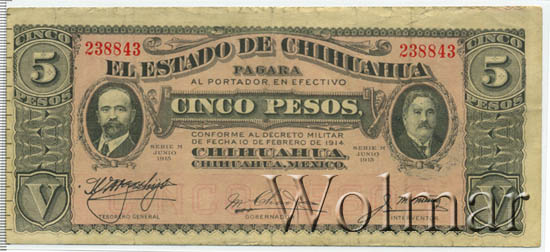 CINCO
5
PESOS
238843
238843
CINCO
5
PESOS
EL ESTADO DE CHIHUAHUA
PAGARA
AL PORTADOR, EN EFECTIVO
CINCO PESOS.
CONFORME AL DECRETO MILITAR
DE FECHA 10 DE FEBRERO DE 1914.
CHIHUAHUA,
CHIHUAHUA, MEXICO.
SERIE M
JUNIO
1915
SERIE M
JUNIO
1915
V
TESORERO GENERAL
GOBERNADOR
INTERVENTOR
Wolmar